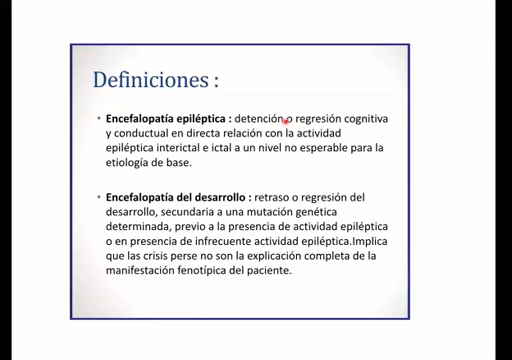 Definiciones :
• Encefalopatía epiléptica : detención o regresión cognitiva
y conductual en directa relación con la actividad
epiléptica interictal e ictal a un nivel no esperable para la
etiología de base.
• Encefalopatía del desarrollo : retraso o regresión del
desarrollo, secundaria a una mutación genética
determinada, previo a la presencia de actividad epiléptica
o en presencia de infrecuente actividad epiléptica.Implica
que las crisis perse no son la explicación completa de la
manifestación fenotípica del paciente.